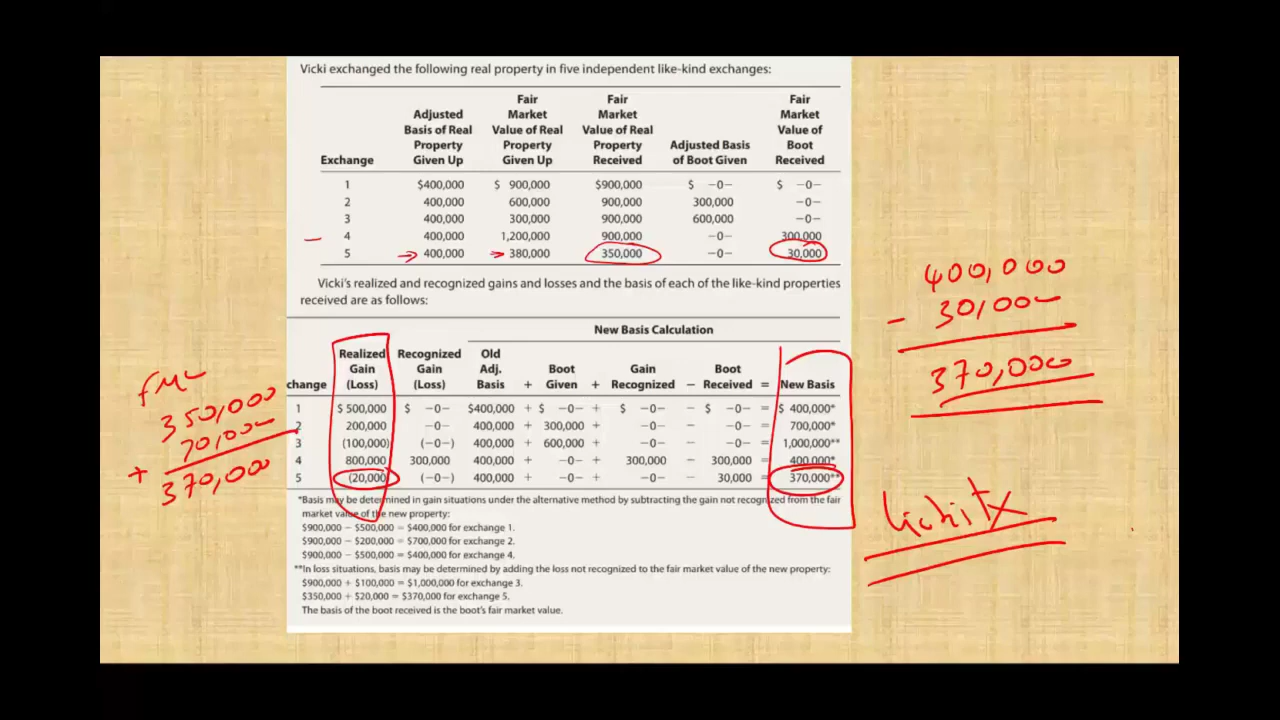 Vicki exchanged the following real property in five independent like-kind exchanges:
Exchange | Adjusted Basis of Real Property Given Up | Fair Market Value of Real Property Given Up | Fair Market Value of Real Property Received | Adjusted Basis of Boot Given | Fair Market Value of Boot Received
1 $400,000 $ 900,000 $900,000 $ –0– $ –0–
2 400,000 600,000 900,000 300,000 –0–
3 400,000 300,000 900,000 600,000 –0–
4 400,000 1,200,000 900,000 –0– 300,000
5 400,000 380,000 350,000 –0– 30,000
Vicki's realized and recognized gains and losses and the basis of each of the like-kind properties
received are as follows:
New Basis Calculation
change | Realized Gain (Loss) | Recognized Gain (Loss) | Old Adj. Basis + Boot Given + Gain Recognized – Boot Received = New Basis
1 $ 500,000 $ –0– $400,000 + $ –0– + $ –0– – $ –0– = $ 400,000*
2 200,000 –0– 400,000 + 300,000 + –0– – –0– = 700,000*
3 (100,000) (–0–) 400,000 + 600,000 + –0– – –0– = 1,000,000**
4 800,000 300,000 400,000 + –0– + 300,000 – 300,000 = 400,000*
5 (20,000) (–0–) 400,000 + –0– + –0– – 30,000 = 370,000**
*Basis may be determined in gain situations under the alternative method by subtracting the gain not recognized from the fair
market value of the new property:
$900,000 – $500,000 = $400,000 for exchange 1.
$900,000 – $200,000 = $700,000 for exchange 2.
$900,000 – $500,000 = $400,000 for exchange 4.
**In loss situations, basis may be determined by adding the loss not recognized to the fair market value of the new property:
$900,000 + $100,000 = $1,000,000 for exchange 3.
$350,000 + $20,000 = $370,000 for exchange 5.
The basis of the boot received is the boot's fair market value.
350,000
+ 70,000
370,000
400,000
- 30,000
370,000